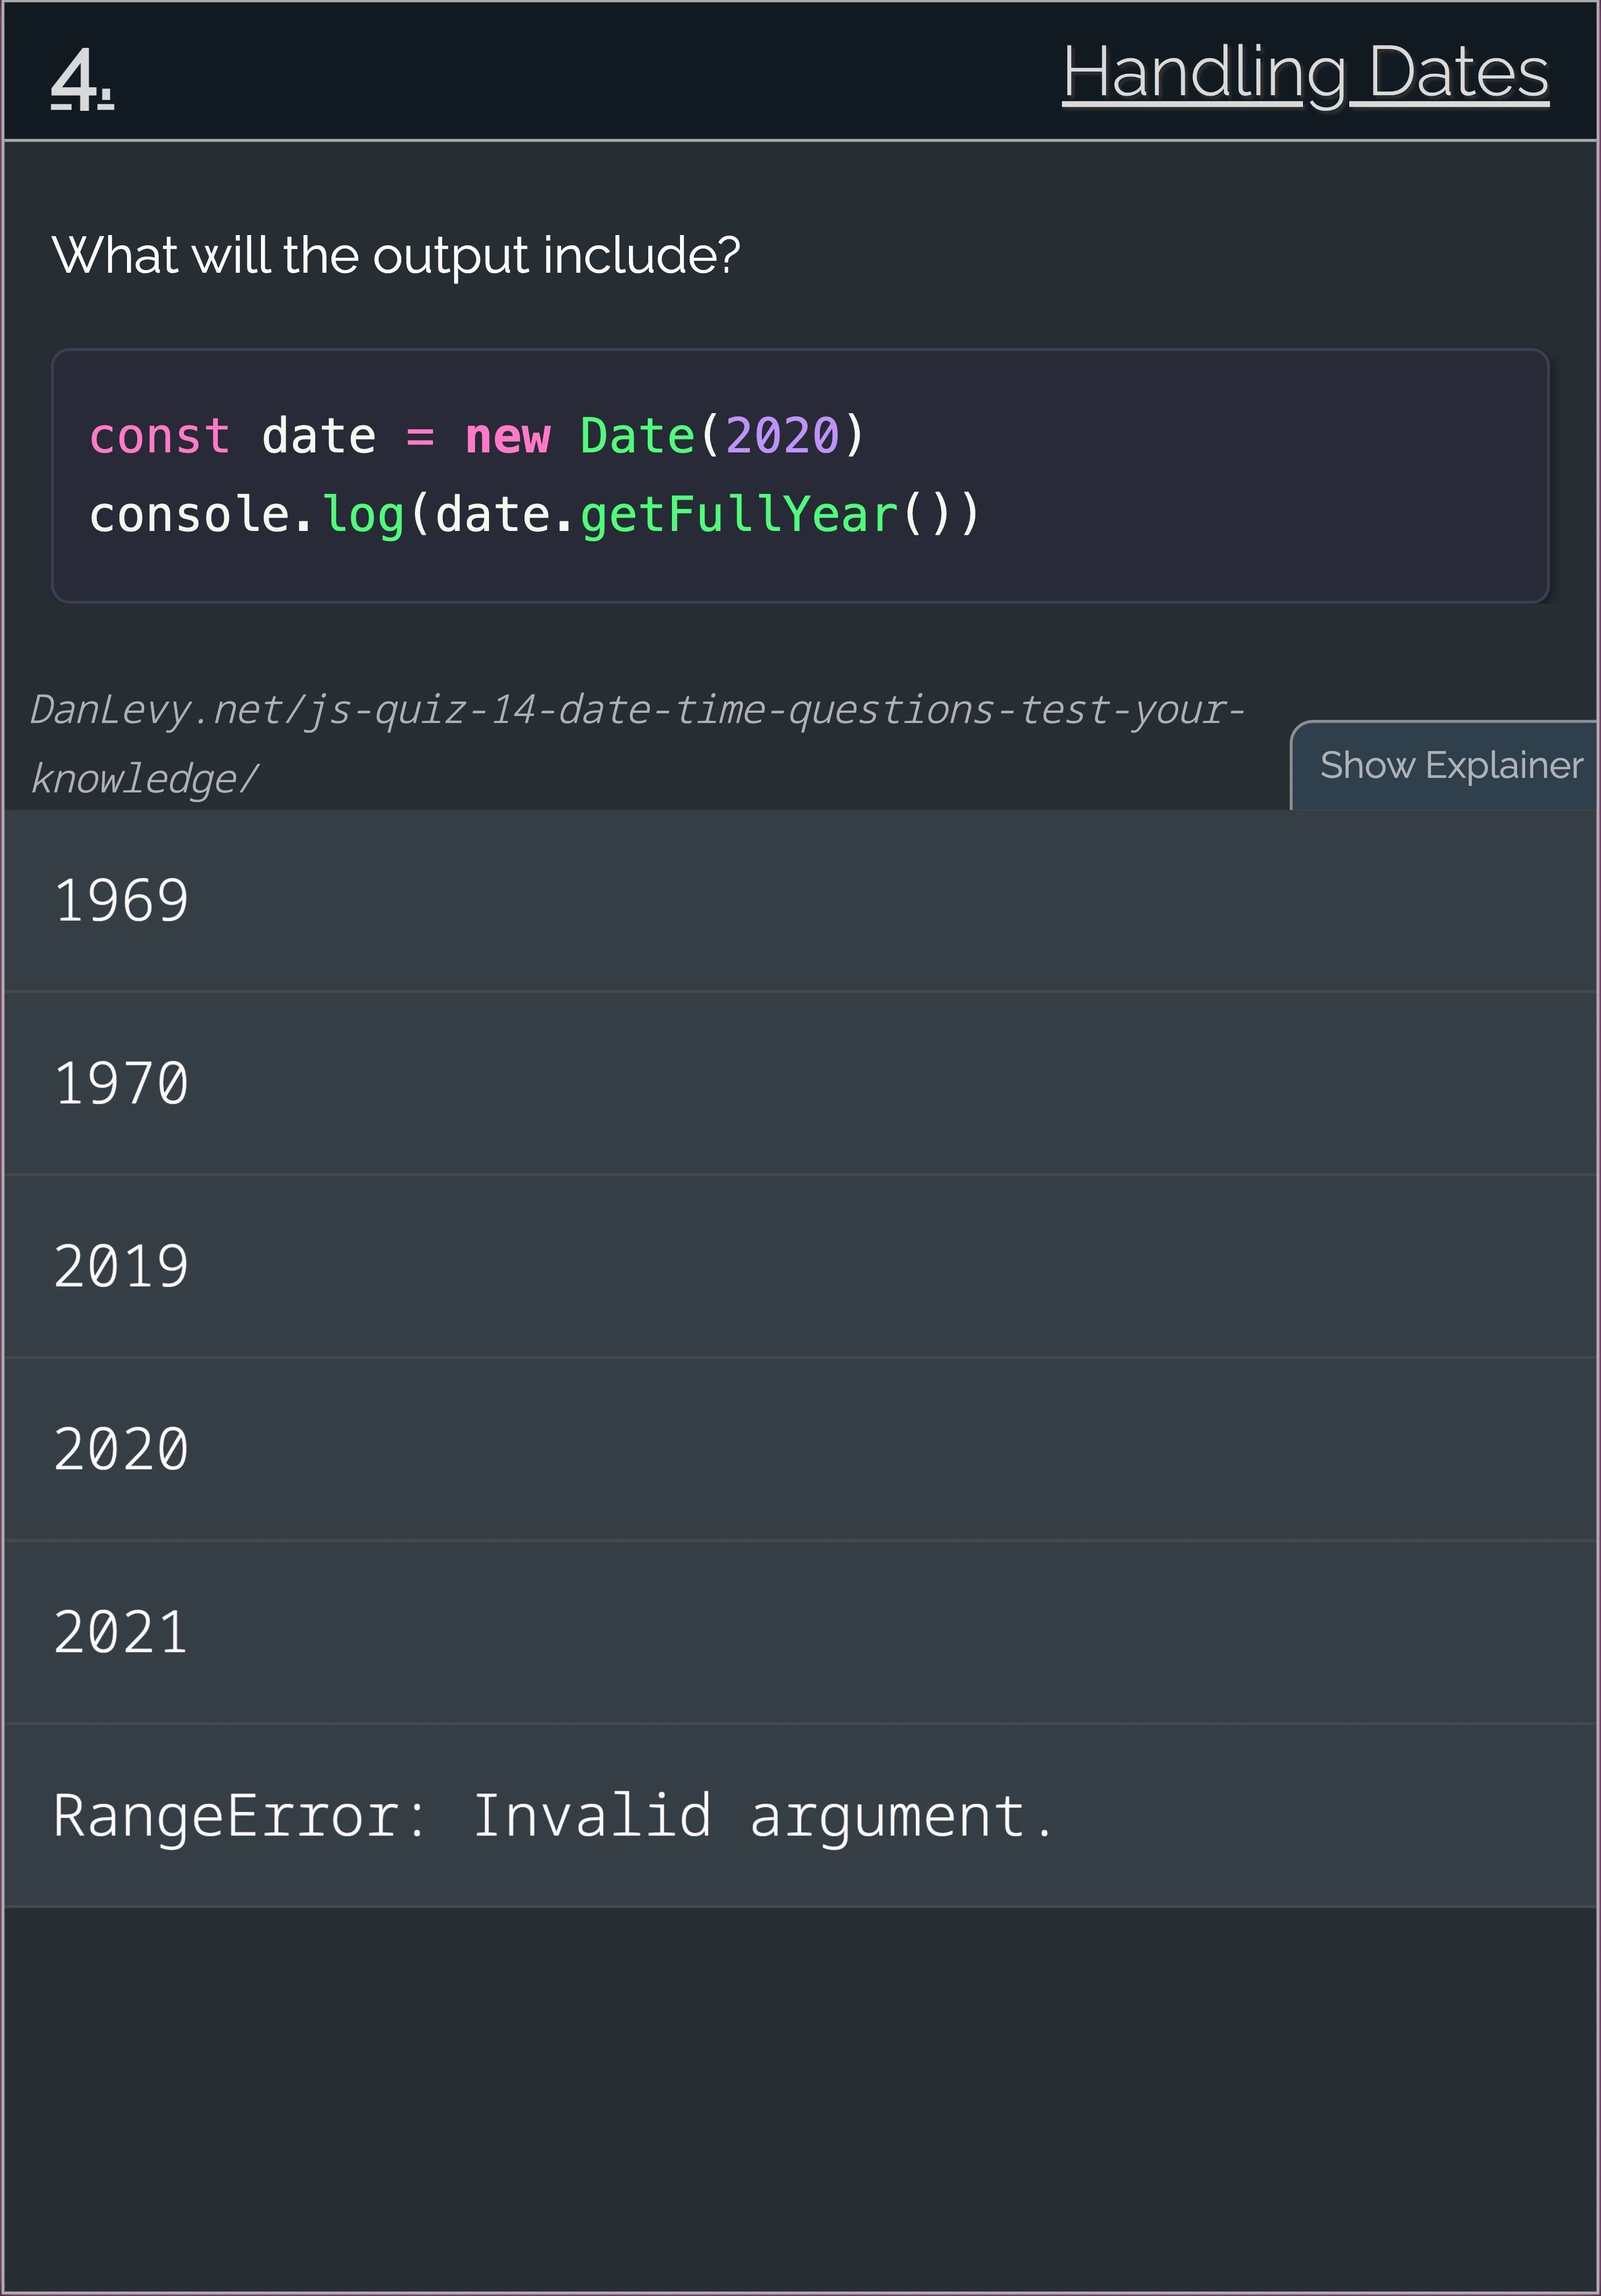 4.
Handling Dates
What will the output include?
const date = new Date(2020)
console.log(date.getFullYear())
DanLevy.net/js-quiz-14-date-time-questions-test-your-
knowledge/
Show Explainer
1969
1970
2019
2020
2021
RangeError: Invalid argument.